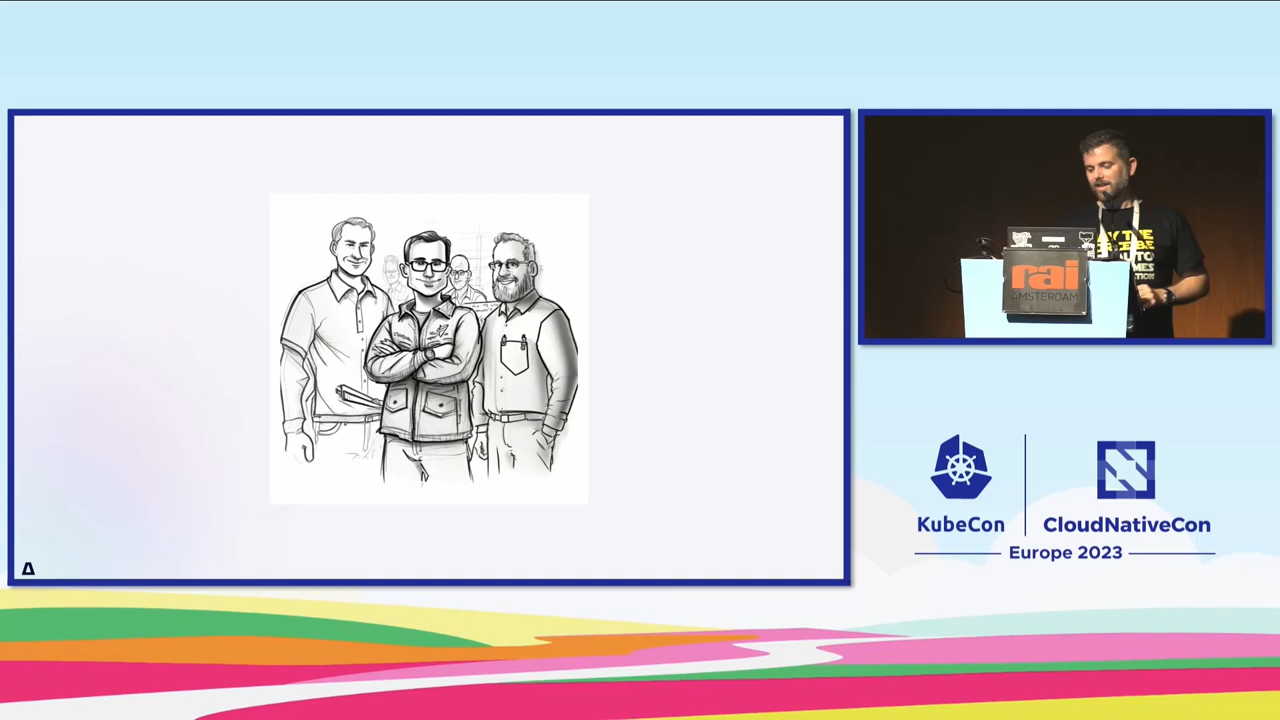 rai
AMSTERDAM
KubeCon
CloudNativeCon
Europe 2023